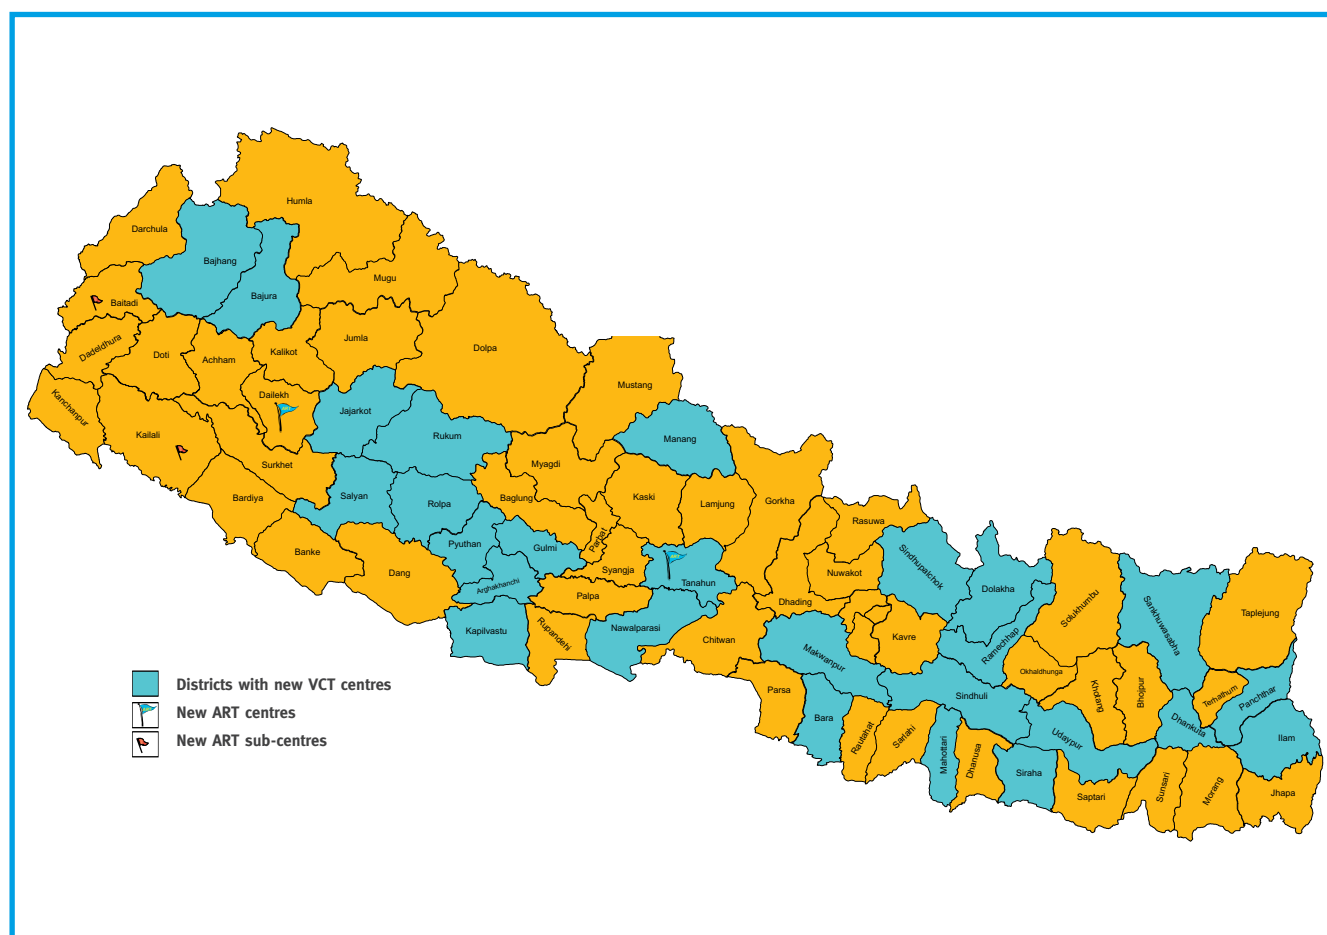 Humla
Darchula
Bajhang
Mugu
Bajura
Baitadi
Dadeldhura
Doti
Achham
Kalikot
Jumla
Dolpa
Mustang
Kanchanpur
Dailekh
Jajarkot
Kailali
Rukum
Manang
Surkhet
Myagdi
Bardiya
Salyan
Rolpa
Baglung
Kaski
Lamjung
Gorkha
Rasuwa
Banke
Pyuthan
Gulmi
Parbat
Syangja
Tanahun
Nuwakot
Sindhupalchok
Dang
Arghakhanchi
Palpa
Dhading
Dolakha
Solukhumbu
Sankhuwasabha
Taplejung
Kapilvastu
Rupandehi
Nawalparasi
Chitwan
Makwanpur
Kavre
Ramechhap
Okhaldhunga
Khotang
Bhojpur
Terhathum
Panchthar
Parsa
Bara
Rautahat
Sarlahi
Sindhuli
Mahottari
Dhanusa
Siraha
Udaypur
Dhankuta
Ilam
Saptari
Sunsari
Morang
Jhapa
Districts with new VCT centres
New ART centres
New ART sub-centres